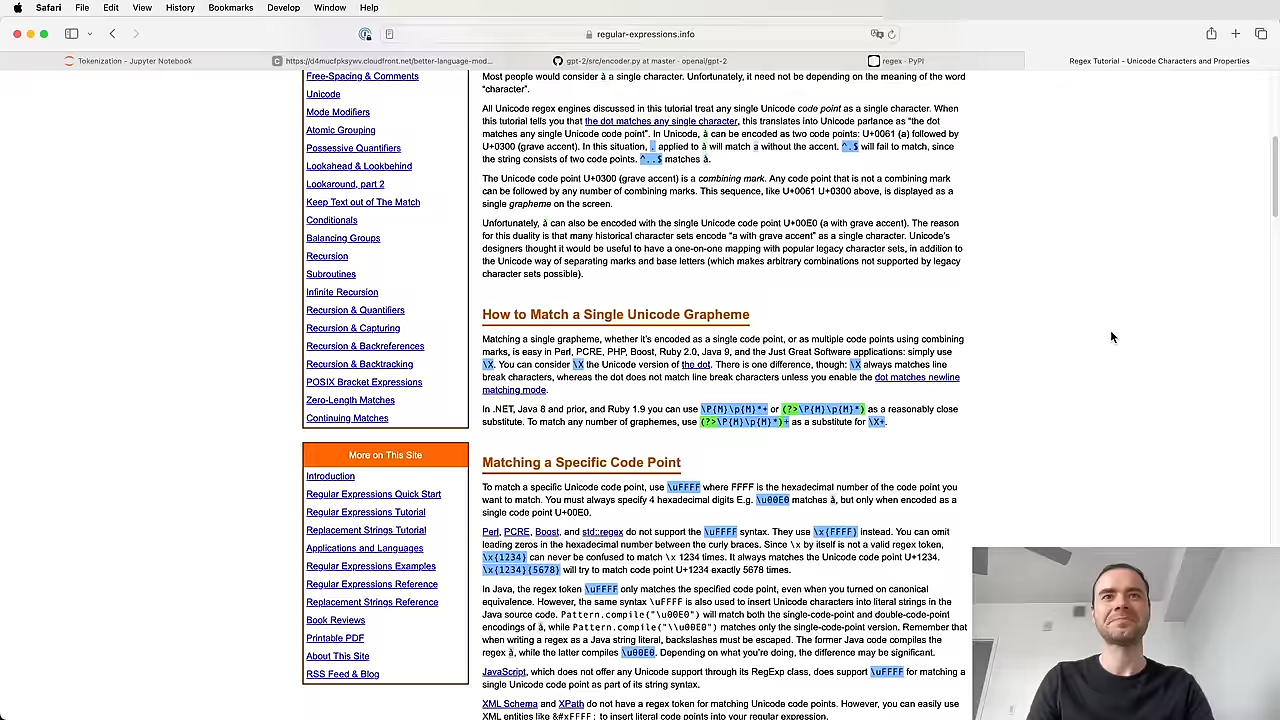 Safari File Edit View History Bookmarks Develop Window Help
regular-expressions.info
Tokenization - Jupyter Notebook
https://d4mucfpksywv.cloudfront.net/better-language-mod...
gpt-2/src/encoder.py at master · openai/gpt-2
regex · PyPI
Regex Tutorial - Unicode Characters and Properties
Free-Spacing & Comments
Unicode
Mode Modifiers
Atomic Grouping
Possessive Quantifiers
Lookahead & Lookbehind
Lookaround, part 2
Keep Text out of The Match
Conditionals
Balancing Groups
Recursion
Subroutines
Infinite Recursion
Recursion & Quantifiers
Recursion & Capturing
Recursion & Backreferences
Recursion & Backtracking
POSIX Bracket Expressions
Zero-Length Matches
Continuing Matches
More on This Site
Introduction
Regular Expressions Quick Start
Regular Expressions Tutorial
Replacement Strings Tutorial
Applications and Languages
Regular Expressions Examples
Regular Expressions Reference
Replacement Strings Reference
Book Reviews
Printable PDF
About This Site
RSS Feed & Blog
Most people would consider à a single character. Unfortunately, it need not be depending on the meaning of the word
“character”.
All Unicode regex engines discussed in this tutorial treat any single Unicode code point as a single character. When
this tutorial tells you that the dot matches any single character, this translates into Unicode parlance as “the dot
matches any single Unicode code point”. In Unicode, à can be encoded as two code points: U+0061 (a) followed by
U+0300 (grave accent). In this situation, . applied to à will match a without the accent. ^.$ will fail to match, since
the string consists of two code points. ^..$ matches à.
The Unicode code point U+0300 (grave accent) is a combining mark. Any code point that is not a combining mark
can be followed by any number of combining marks. This sequence, like U+0061 U+0300 above, is displayed as a
single grapheme on the screen.
Unfortunately, à can also be encoded with the single Unicode code point U+00E0 (a with grave accent). The reason
for this duality is that many historical character sets encode “a with grave accent” as a single character. Unicode’s
designers thought it would be useful to have a one-on-one mapping with popular legacy character sets, in addition to
the Unicode way of separating marks and base letters (which makes arbitrary combinations not supported by legacy
character sets possible).
How to Match a Single Unicode Grapheme
Matching a single grapheme, whether it’s encoded as a single code point, or as multiple code points using combining
marks, is easy in Perl, PCRE, PHP, Boost, Ruby 2.0, Java 9, and the Just Great Software applications: simply use
\X. You can consider \X the Unicode version of the dot. There is one difference, though: \X always matches line
break characters, whereas the dot does not match line break characters unless you enable the dot matches newline
matching mode.
In .NET, Java 8 and prior, and Ruby 1.9 you can use \P{M}\p{M}*+ or (?>\P{M}\p{M}*) as a reasonably close
substitute. To match any number of graphemes, use (?>\P{M}\p{M}*)+ as a substitute for \X+.
Matching a Specific Code Point
To match a specific Unicode code point, use \uFFFF where FFFF is the hexadecimal number of the code point you
want to match. You must always specify 4 hexadecimal digits E.g. \u00E0 matches à, but only when encoded as a
single code point U+00E0.
Perl, PCRE, Boost, and std::regex do not support the \uFFFF syntax. They use \x{FFFF} instead. You can omit
leading zeros in the hexadecimal number between the curly braces. Since \x by itself is not a valid regex token,
\x{1234} can never be confused to match \x 1234 times. It always matches the Unicode code point U+1234.
\x{1234}{5678} will try to match code point U+1234 exactly 5678 times.
In Java, the regex token \uFFFF only matches the specified code point, even when you turned on canonical
equivalence. However, the same syntax \uFFFF is also used to insert Unicode characters into literal strings in the
Java source code. Pattern.compile("\u00E0") will match both the single-code-point and double-code-point
encodings of à, while Pattern.compile("\\u00E0") matches only the single-code-point version. Remember that
when writing a regex as a Java string literal, backslashes must be escaped. The former Java code compiles the
regex à, while the latter compiles \u00E0. Depending on what you’re doing, the difference may be significant.
JavaScript, which does not offer any Unicode support through its RegExp class, does support \uFFFF for matching a
single Unicode code point as part of its string syntax.
XML Schema and XPath do not have a regex token for matching Unicode code points. However, you can easily use
XML entities like &#xFFFF; to insert literal code points into your regular expression.